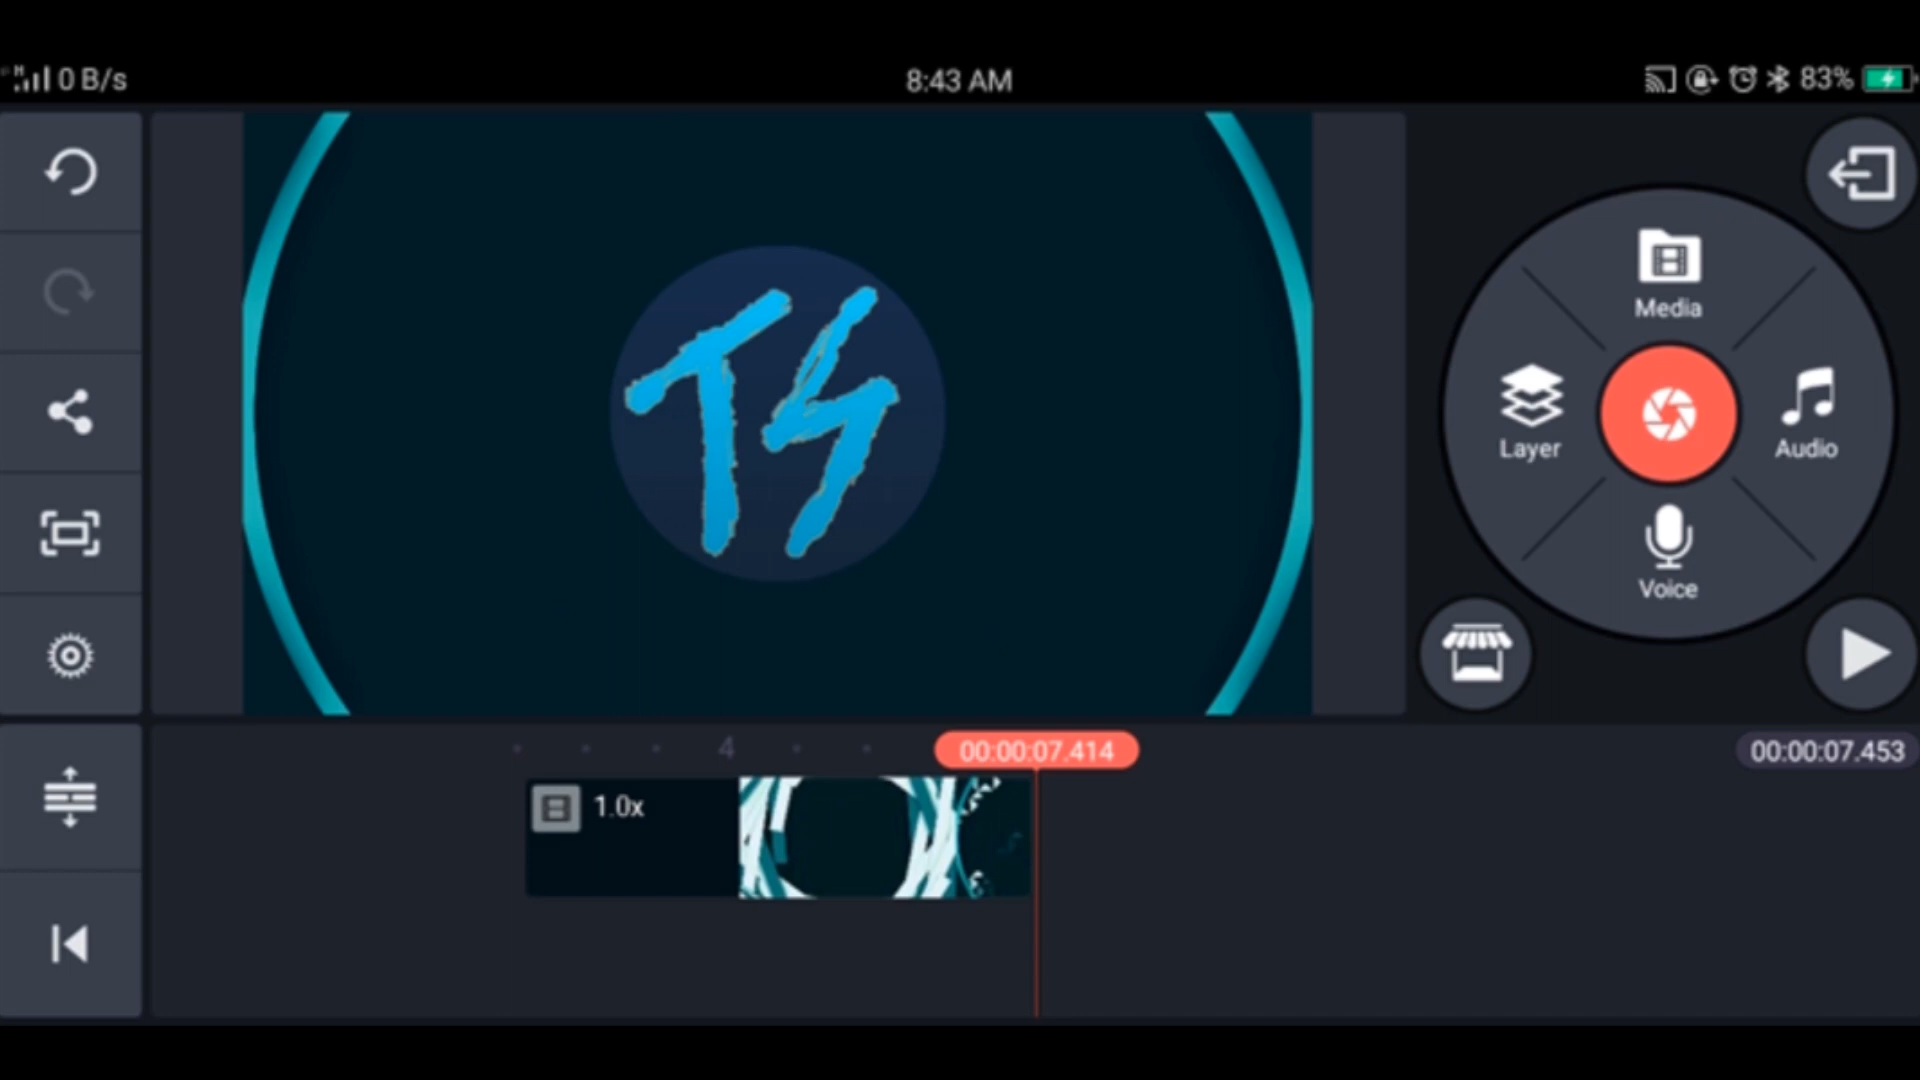 H 0 B/s
8:43 AM
83%
TS
Media
Layer
Audio
Voice
4
00:00:07.414
00:00:07.453
1.0x